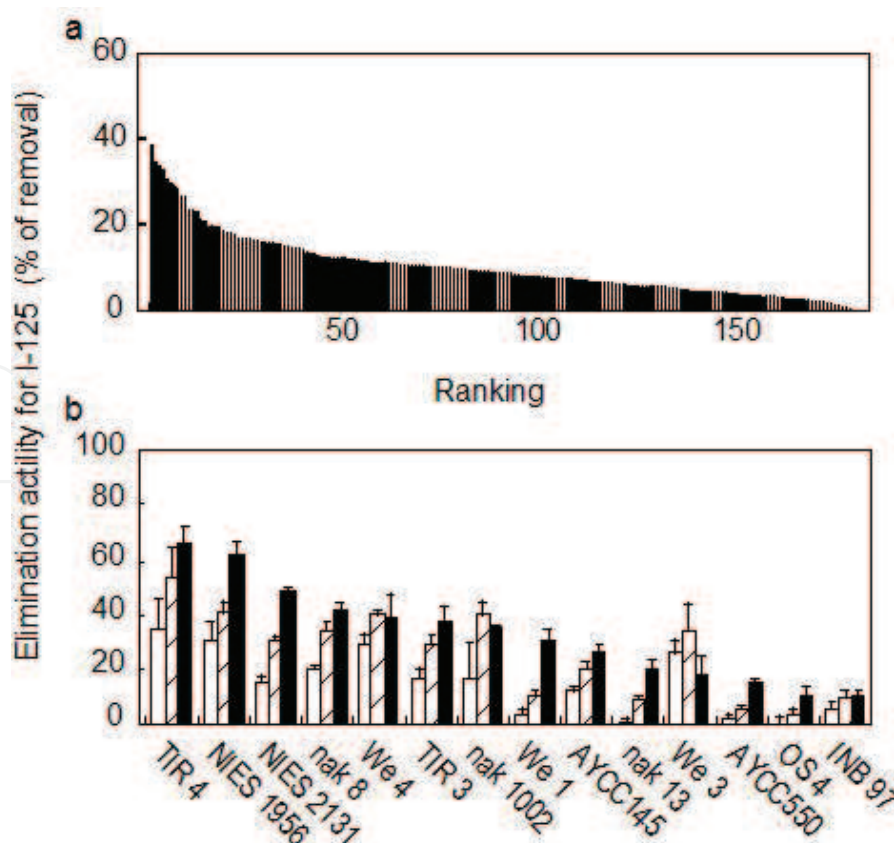 a
Elimination actility for I-125 (% of removal)
60
40
20
0
50
100
150
Ranking
b
100
80
60
40
20
0
TIR 4
NIES 1956
NIES 2131
nak 8
We 4
TIR 3
nak 1002
We 1
AYCC145
nak 13
We 3
AYCC550
OS 4
INB 97